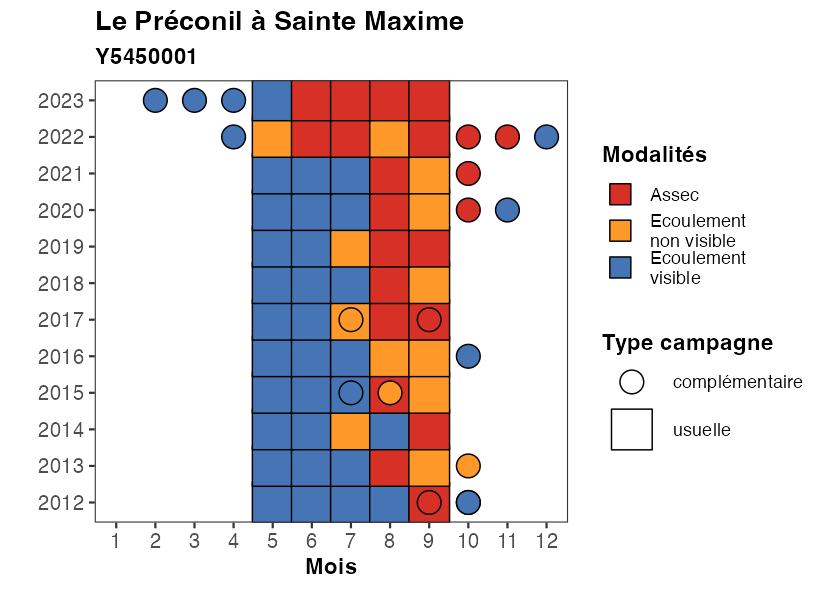 Le Préconil à Sainte Maxime
Y5450001
2023
2022
2021
2020
2019
2018
2017
2016
2015
2014
2013
2012
1 2 3 4 5 6 7 8 9 10 11 12
Mois
Modalités
Assec
Ecoulement
non visible
Ecoulement
visible
Type campagne
complémentaire
usuelle